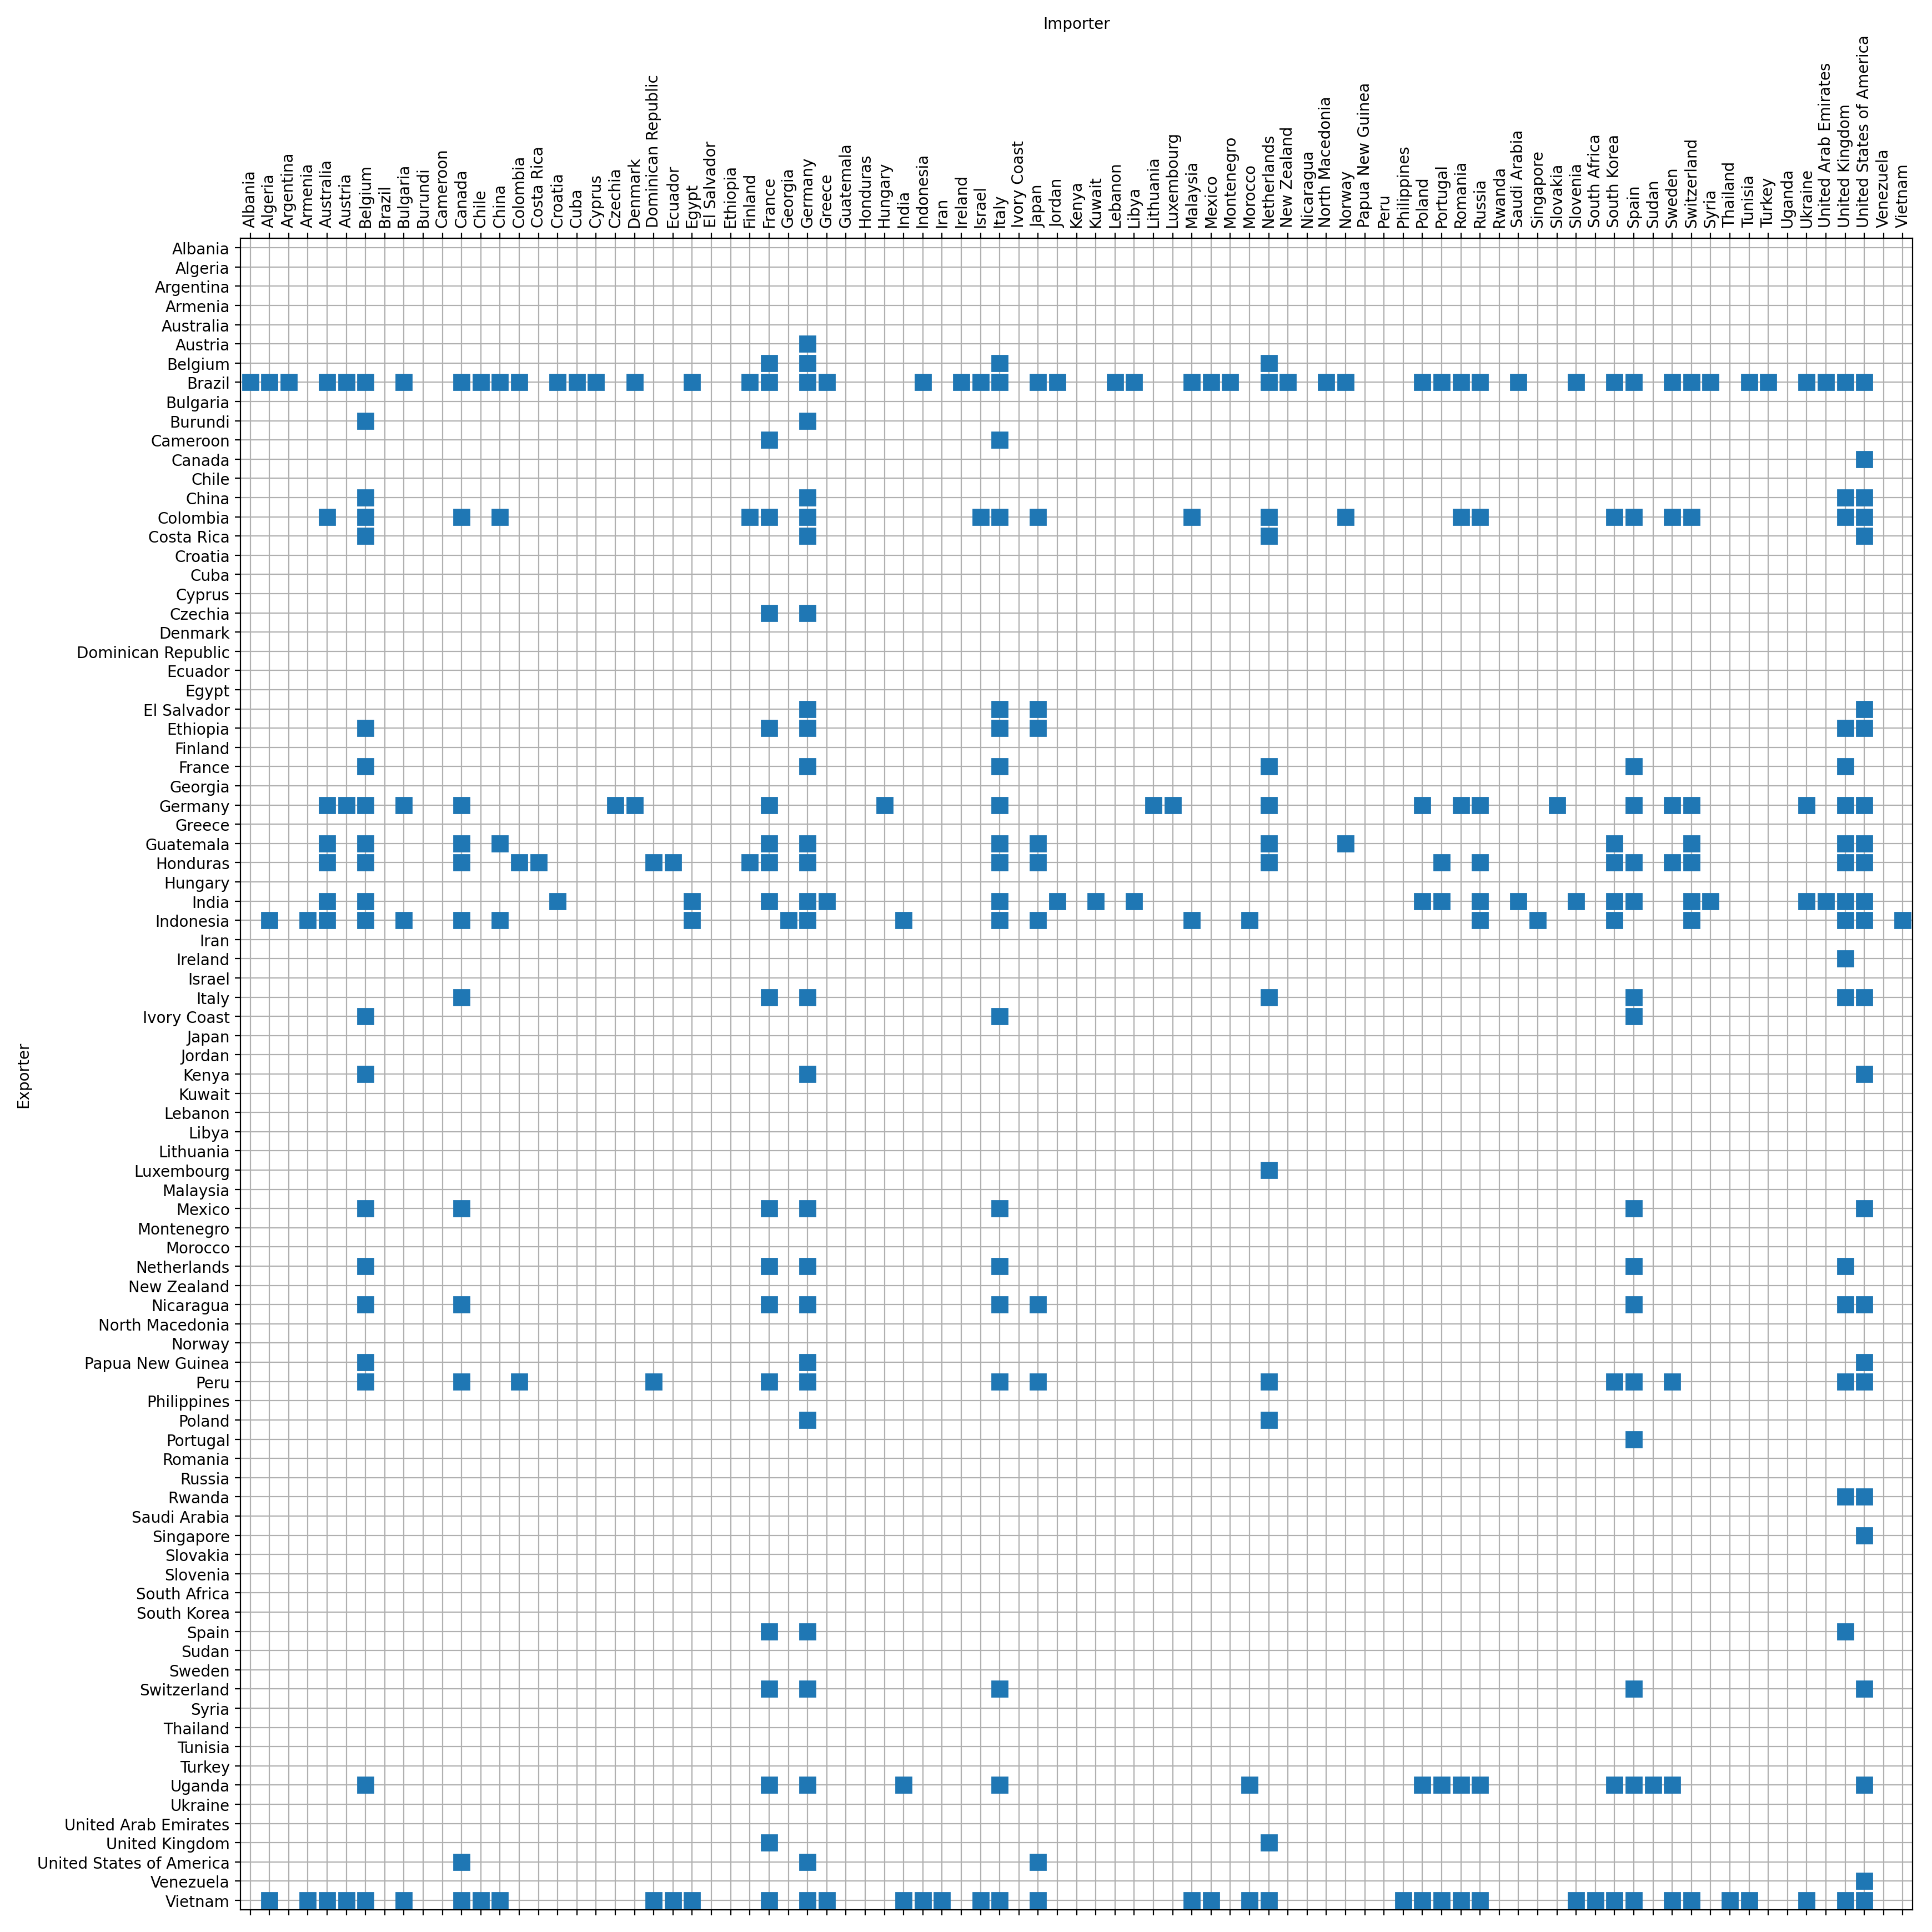 Importer
Albania
Algeria
Argentina
Armenia
Australia
Austria
Belgium
Brazil
Bulgaria
Burundi
Cameroon
Canada
Chile
China
Colombia
Costa Rica
Croatia
Cuba
Cyprus
Czechia
Denmark
Dominican Republic
Ecuador
Egypt
El Salvador
Ethiopia
Finland
France
Georgia
Germany
Greece
Guatemala
Honduras
Hungary
India
Indonesia
Iran
Ireland
Israel
Italy
Ivory Coast
Japan
Jordan
Kenya
Kuwait
Lebanon
Libya
Lithuania
Luxembourg
Malaysia
Mexico
Montenegro
Morocco
Netherlands
New Zealand
Nicaragua
North Macedonia
Norway
Papua New Guinea
Peru
Philippines
Poland
Portugal
Romania
Russia
Rwanda
Saudi Arabia
Singapore
Slovakia
Slovenia
South Africa
South Korea
Spain
Sudan
Sweden
Switzerland
Syria
Thailand
Tunisia
Turkey
Uganda
Ukraine
United Arab Emirates
United Kingdom
United States of America
Venezuela
Vietnam
Exporter
Albania
Algeria
Argentina
Armenia
Australia
Austria
Belgium
Brazil
Bulgaria
Burundi
Cameroon
Canada
Chile
China
Colombia
Costa Rica
Croatia
Cuba
Cyprus
Czechia
Denmark
Dominican Republic
Ecuador
Egypt
El Salvador
Ethiopia
Finland
France
Georgia
Germany
Greece
Guatemala
Honduras
Hungary
India
Indonesia
Iran
Ireland
Israel
Italy
Ivory Coast
Japan
Jordan
Kenya
Kuwait
Lebanon
Libya
Lithuania
Luxembourg
Malaysia
Mexico
Montenegro
Morocco
Netherlands
New Zealand
Nicaragua
North Macedonia
Norway
Papua New Guinea
Peru
Philippines
Poland
Portugal
Romania
Russia
Rwanda
Saudi Arabia
Singapore
Slovakia
Slovenia
South Africa
South Korea
Spain
Sudan
Sweden
Switzerland
Syria
Thailand
Tunisia
Turkey
Uganda
Ukraine
United Arab Emirates
United Kingdom
United States of America
Venezuela
Vietnam